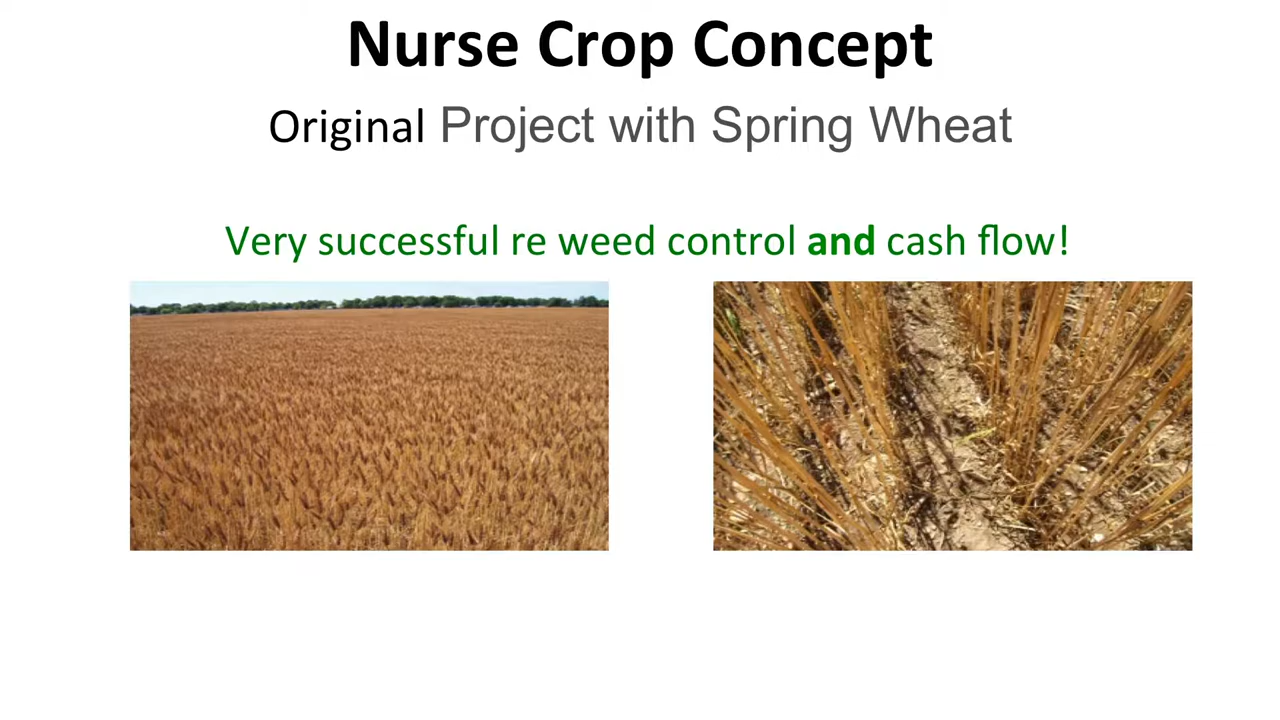 Nurse Crop Concept
Original Project with Spring Wheat
Very successful re weed control and cash flow!